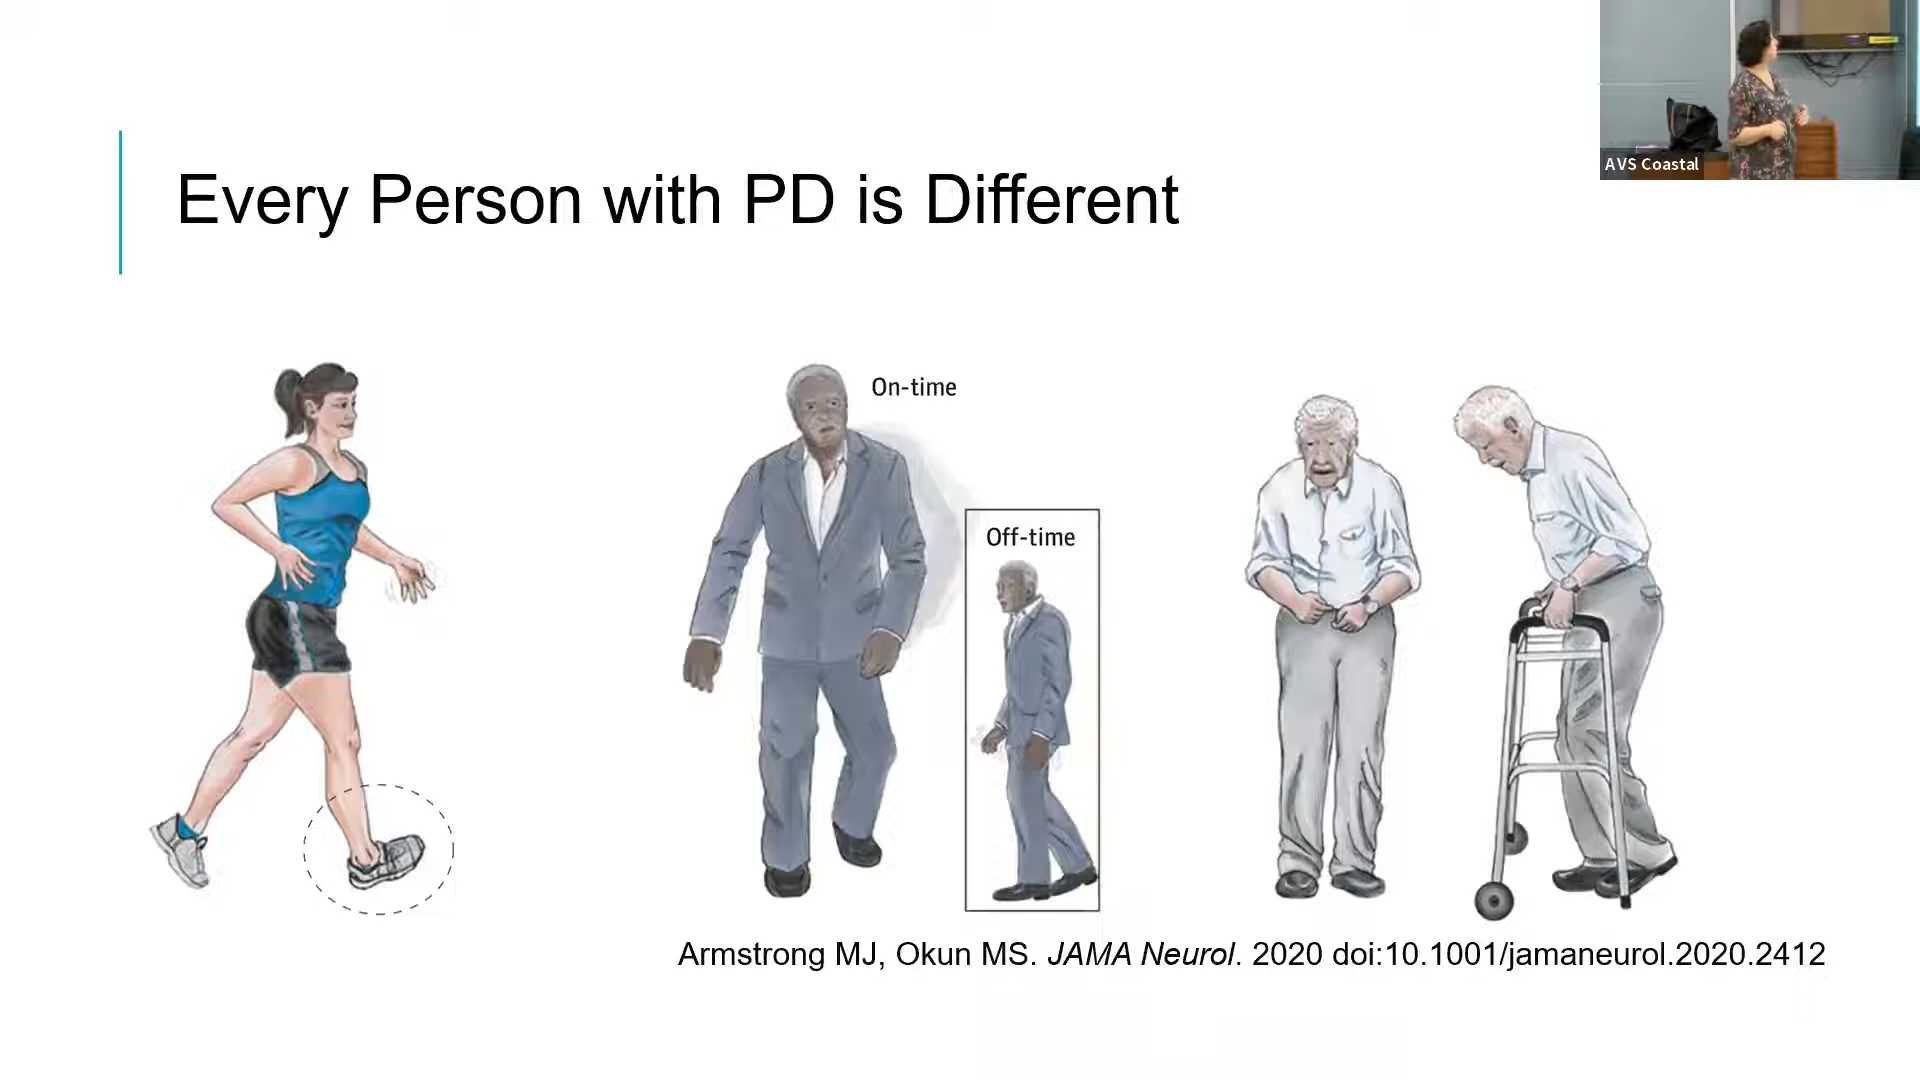 AVS Coastal
Every Person with PD is Different
On-time
Off-time
Armstrong MJ, Okun MS. JAMA Neurol. 2020 doi:10.1001/jamaneurol.2020.2412